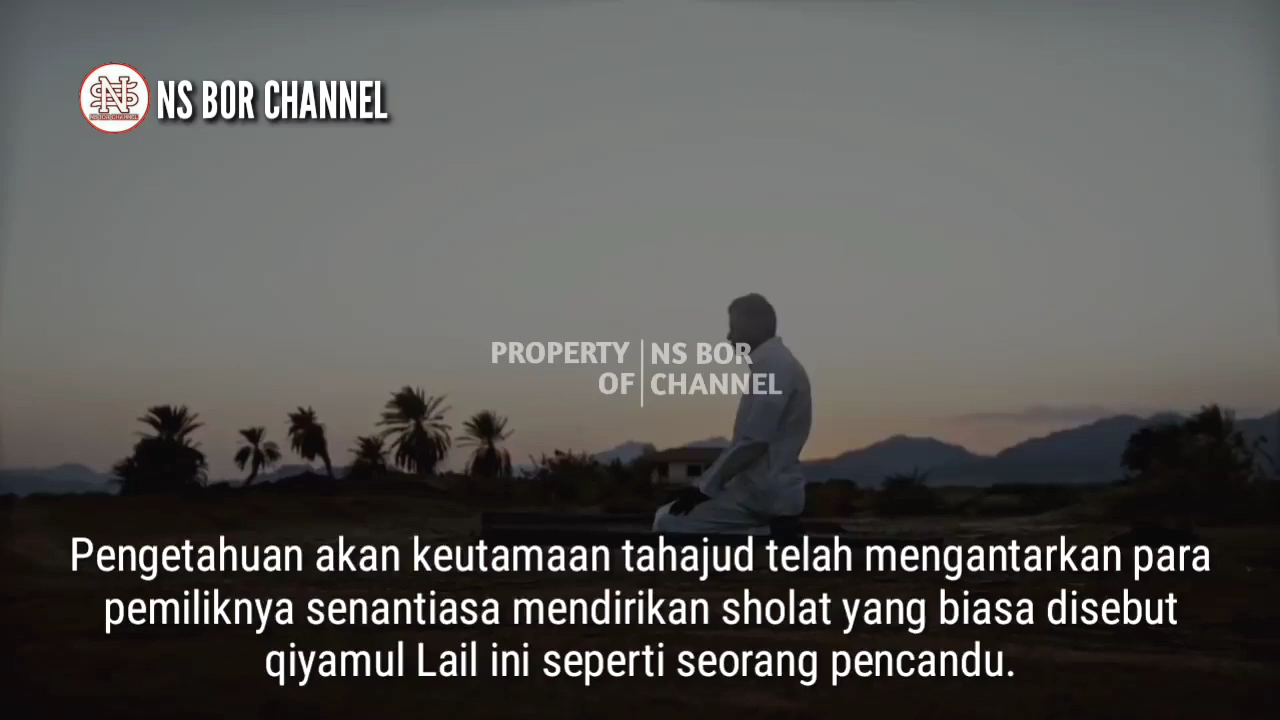 NS BOR CHANNEL
PROPERTY OF
NS BOR CHANNEL
Pengetahuan akan keutamaan tahajud telah mengantarkan para
pemiliknya senantiasa mendirikan sholat yang biasa disebut
qiyamul Lail ini seperti seorang pencandu.